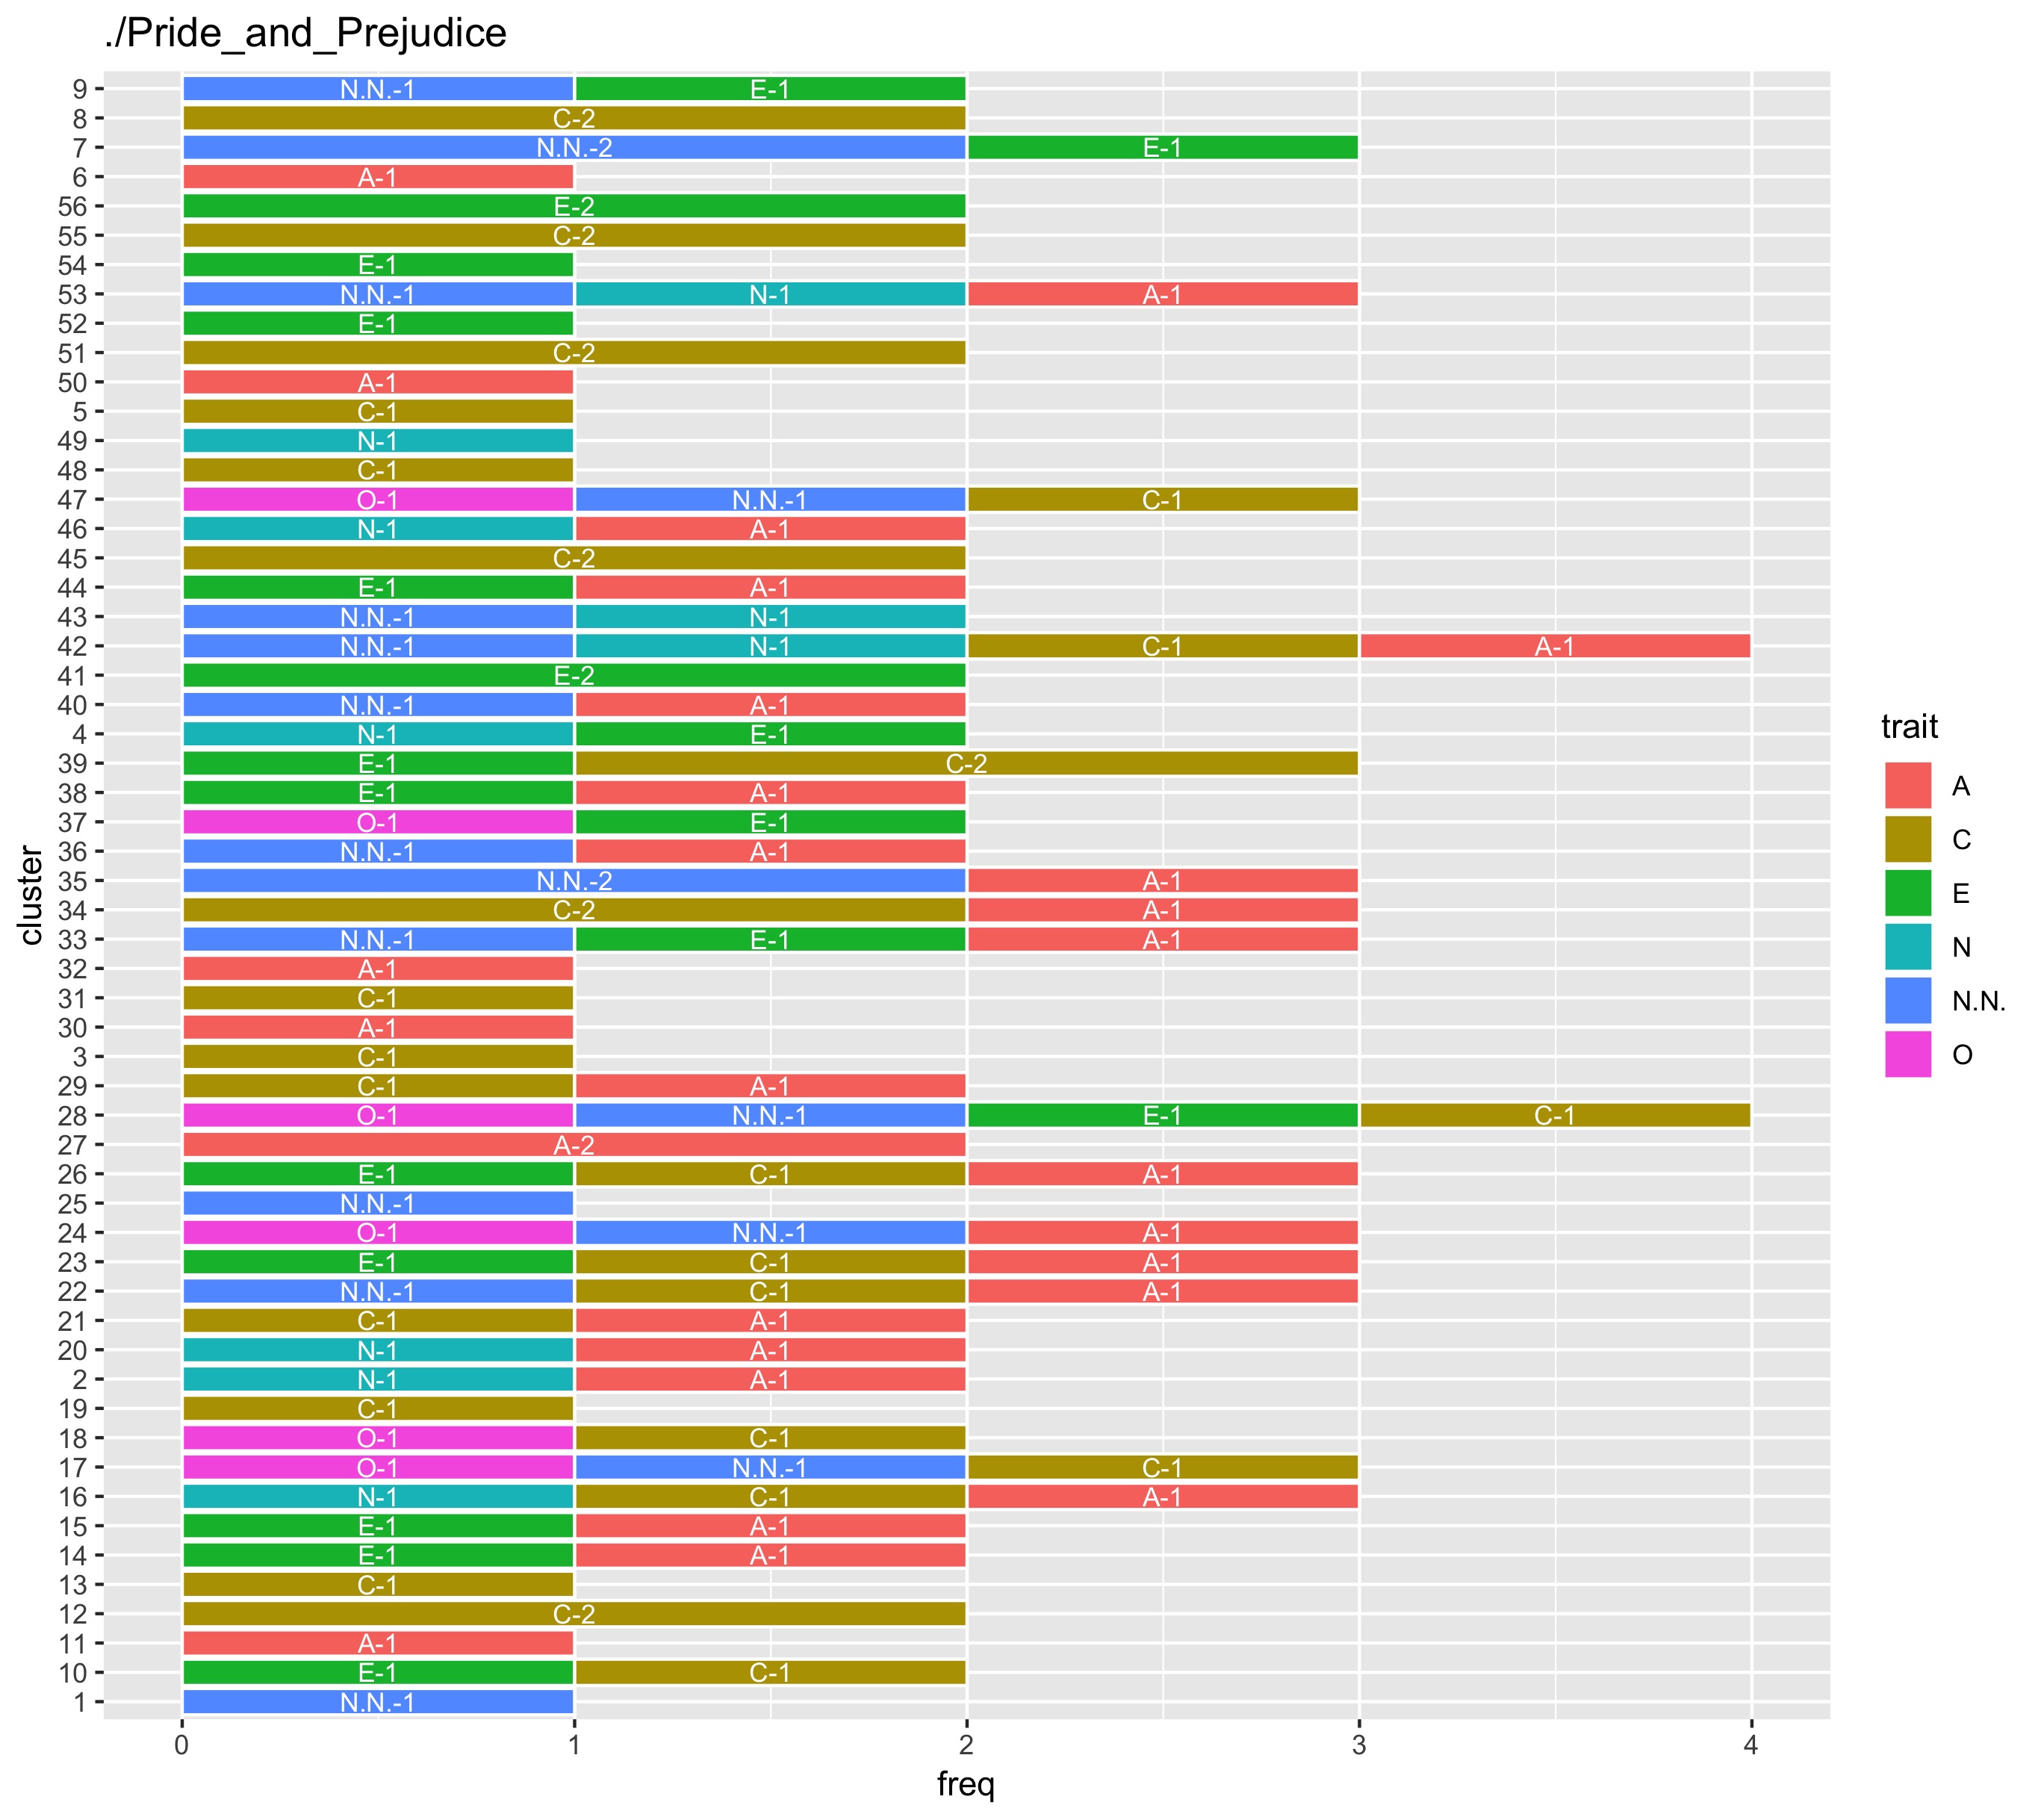 ./Pride_and_Prejudice
9 N.N.-1 E-1
8 C-2
7 N.N.-2 E-1
6 A-1
56 E-2
55 C-2
54 E-1
53 N.N.-1 N-1 A-1
52 E-1
51 C-2
50 A-1
5 C-1
49 N-1
48 C-1
47 O-1 N.N.-1 C-1
46 N-1 A-1
45 C-2
44 E-1 A-1
43 N.N.-1 N-1
42 N.N.-1 N-1 C-1 A-1
41 E-2
40 N.N.-1 A-1
4 N-1 E-1
39 E-1 C-2
38 E-1 A-1
37 O-1 E-1
36 N.N.-1 A-1
35 N.N.-2 A-1
34 C-2 A-1
33 N.N.-1 E-1 A-1
32 A-1
31 C-1
30 A-1
3 C-1
29 C-1 A-1
28 O-1 N.N.-1 E-1 C-1
27 A-2
26 E-1 C-1 A-1
25 N.N.-1
24 O-1 N.N.-1 A-1
23 E-1 C-1 A-1
22 N.N.-1 C-1 A-1
21 C-1 A-1
20 N-1 A-1
2 N-1 A-1
19 C-1
18 O-1 C-1
17 O-1 N.N.-1 C-1
16 N-1 C-1 A-1
15 E-1 A-1
14 E-1 A-1
13 C-1
12 C-2
11 A-1
10 E-1 C-1
1 N.N.-1
0 1 2 3 4
freq
cluster
trait
A
C
E
N
N.N.
O